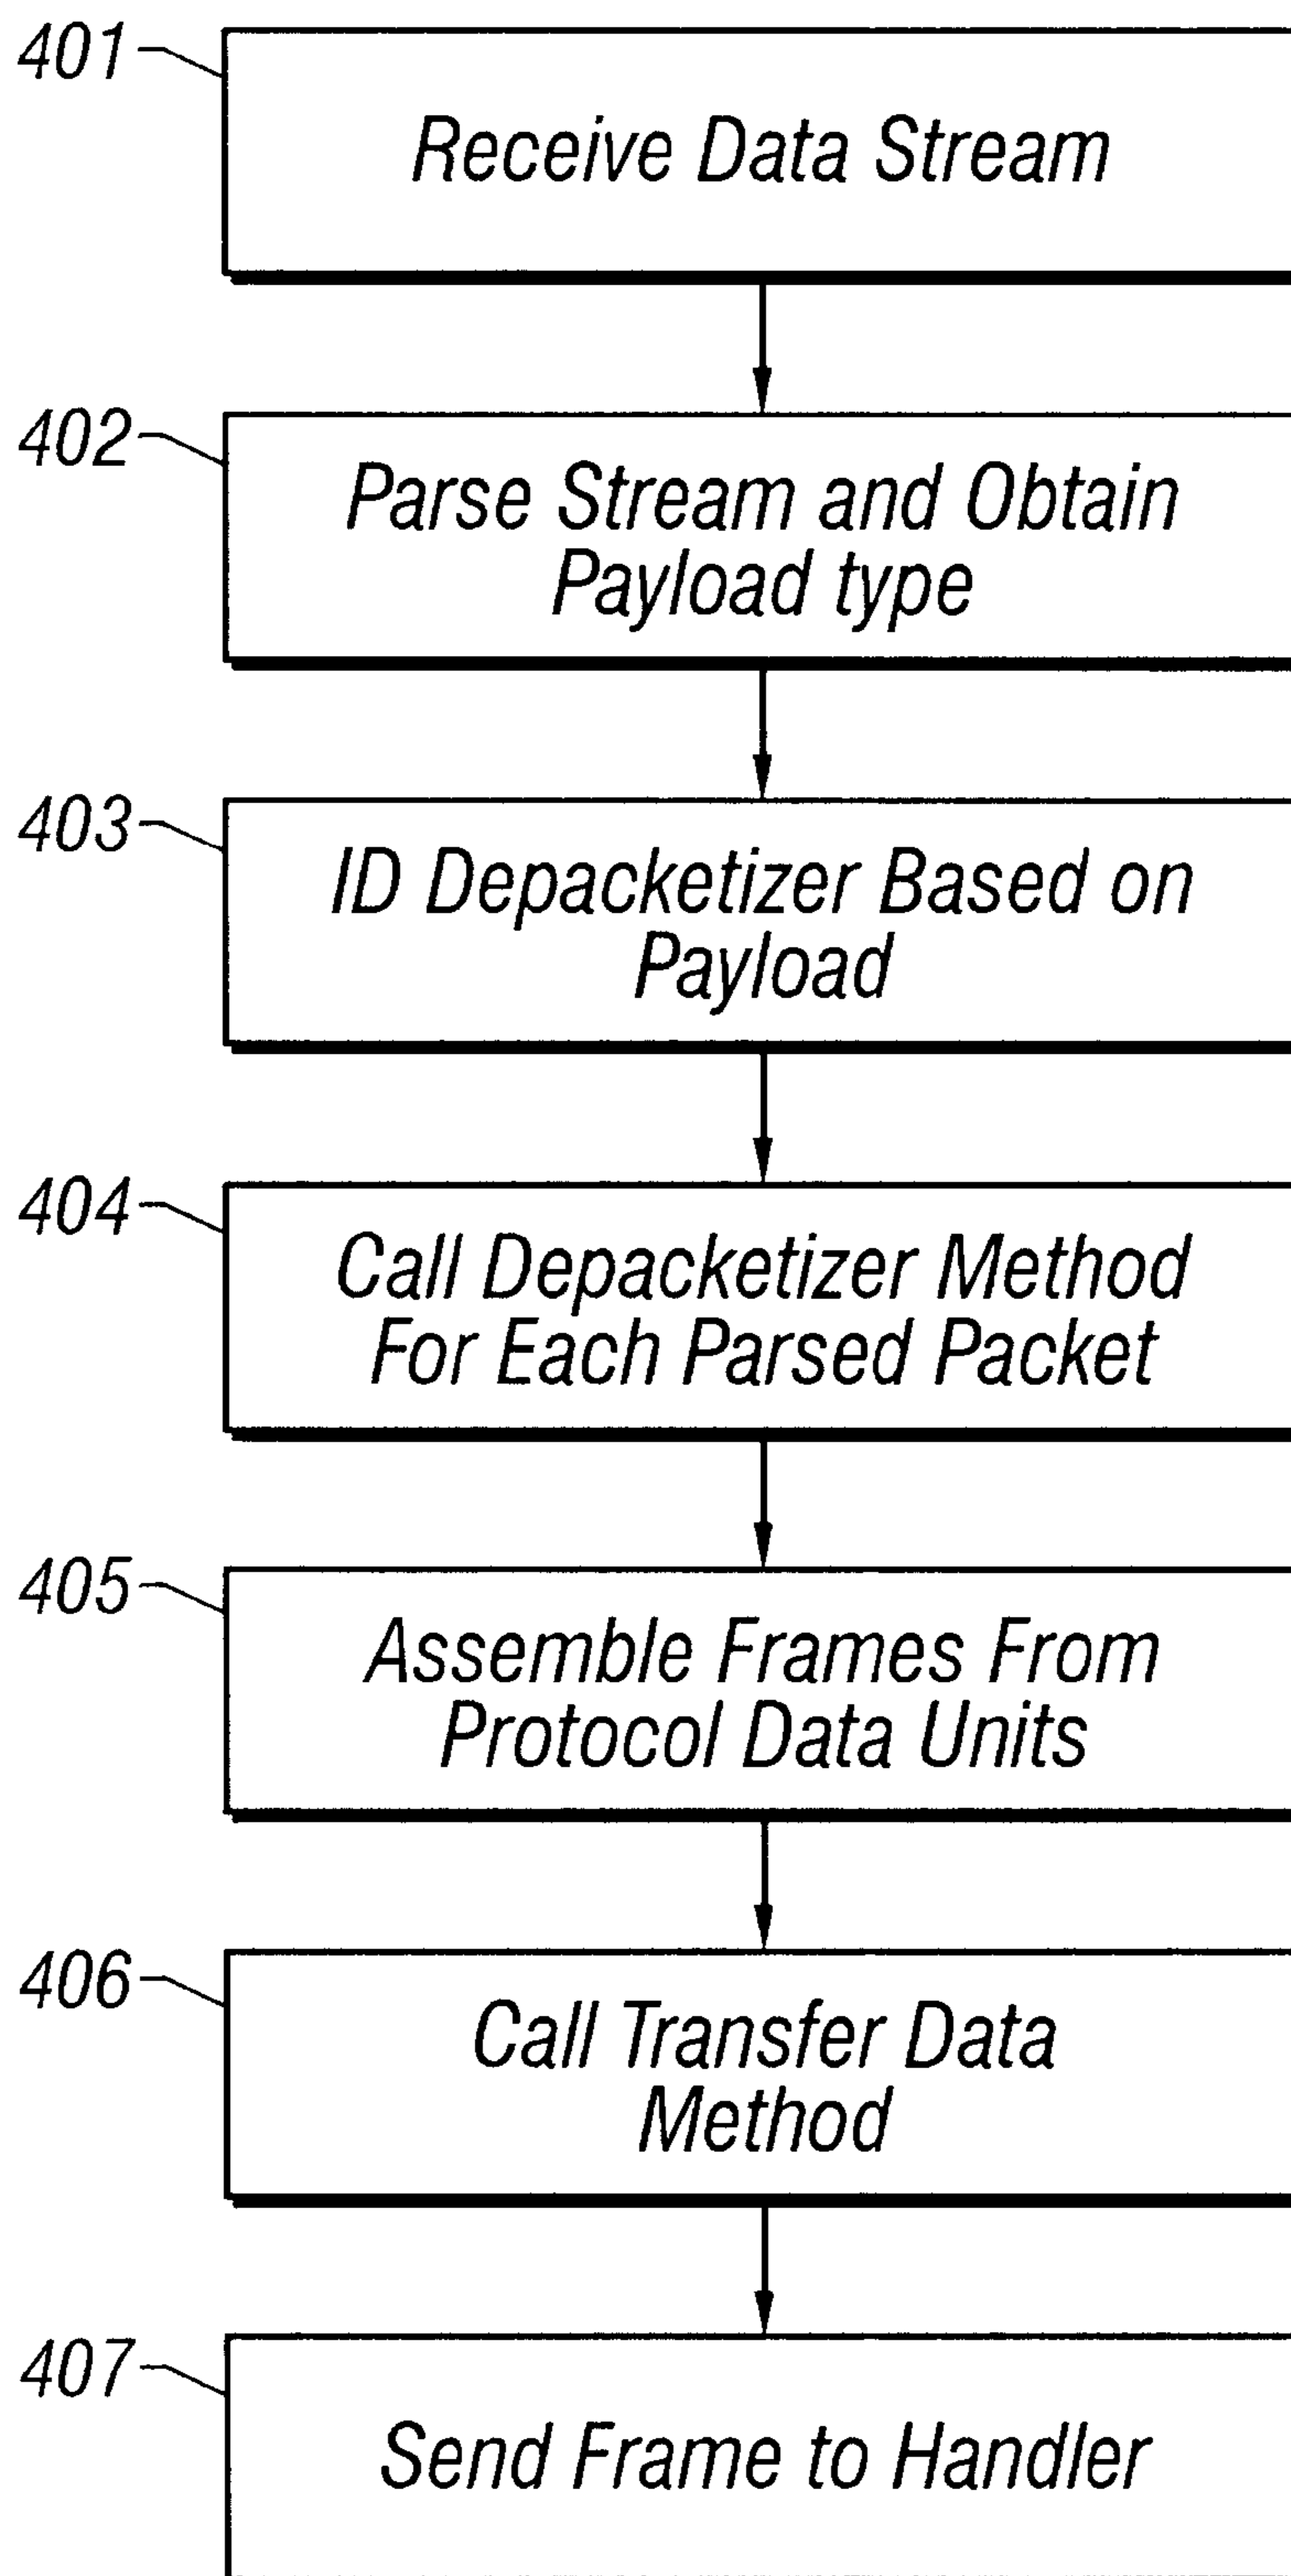 401
Receive Data Stream
402
Parse Stream and Obtain
Payload type
403
ID Depacketizer Based on
Payload
404
Call Depacketizer Method
For Each Parsed Packet
405
Assemble Frames From
Protocol Data Units
406
Call Transfer Data
Method
407
Send Frame to Handler